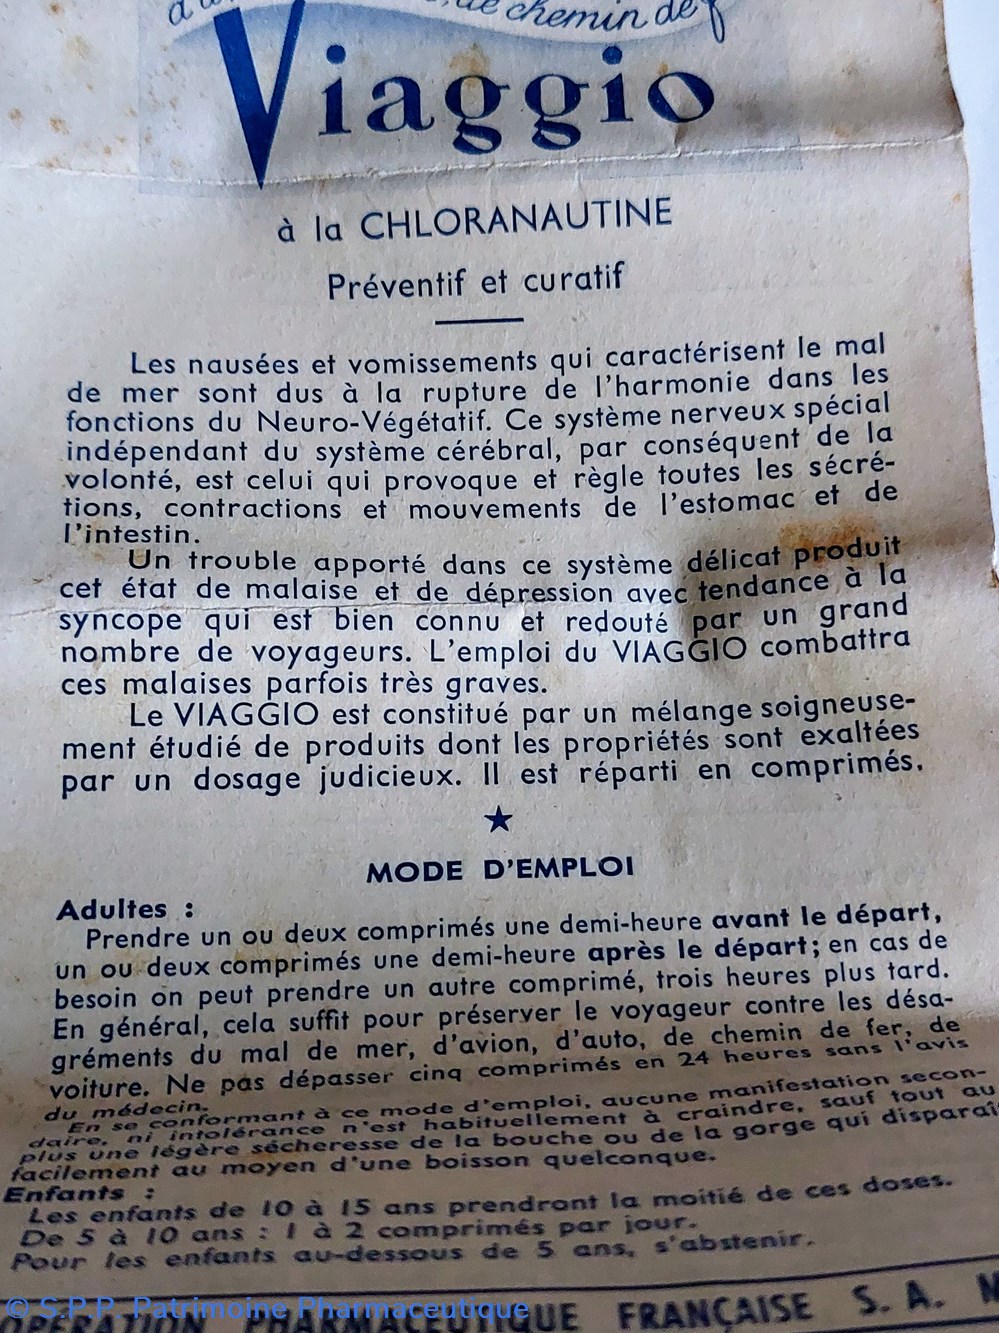 de chemin de f
Viaggio
à la CHLORANAUTINE
Préventif et curatif
Les nausées et vomissements qui caractérisent le mal
de mer sont dus à la rupture de l'harmonie dans les
fonctions du Neuro-Végétatif. Ce système nerveux spécial
indépendant du système cérébral, par conséquent de la
volonté, est celui qui provoque et règle toutes les sécré-
tions, contractions et mouvements de l'estomac et de
l'intestin.
Un trouble apporté dans ce système délicat produit
cet état de malaise et de dépression avec tendance à la
syncope qui est bien connu et redouté par un grand
nombre de voyageurs. L'emploi du VIAGGIO combattra
ces malaises parfois très graves.
Le VIAGGIO est constitué par un mélange soigneuse-
ment étudié de produits dont les propriétés sont exaltées
par un dosage judicieux. Il est réparti en comprimés.
★
MODE D'EMPLOI
Adultes :
Prendre un ou deux comprimés une demi-heure avant le départ,
un ou deux comprimés une demi-heure après le départ; en cas de
besoin on peut prendre un autre comprimé, trois heures plus tard.
En général, cela suffit pour préserver le voyageur contre les désa-
gréments du mal de mer, d'avion, d'auto, de chemin de fer, de
voiture. Ne pas dépasser cinq comprimés en 24 heures sans l'avis
du médecin.
En se conformant à ce mode d'emploi, aucune manifestation secon-
daire, ni intolérance n'est habituellement à craindre, sauf tout au
plus une légère sécheresse de la bouche ou de la gorge qui disparaît
facilement au moyen d'une boisson quelconque.
Enfants :
Les enfants de 10 à 15 ans prendront la moitié de ces doses.
De 5 à 10 ans : 1 à 2 comprimés par jour.
Pour les enfants au-dessous de 5 ans, s'abstenir.
OPÉRATION PHARMACEUTIQUE FRANÇAISE S. A. M
© S.P.P. Patrimoine Pharmaceutique